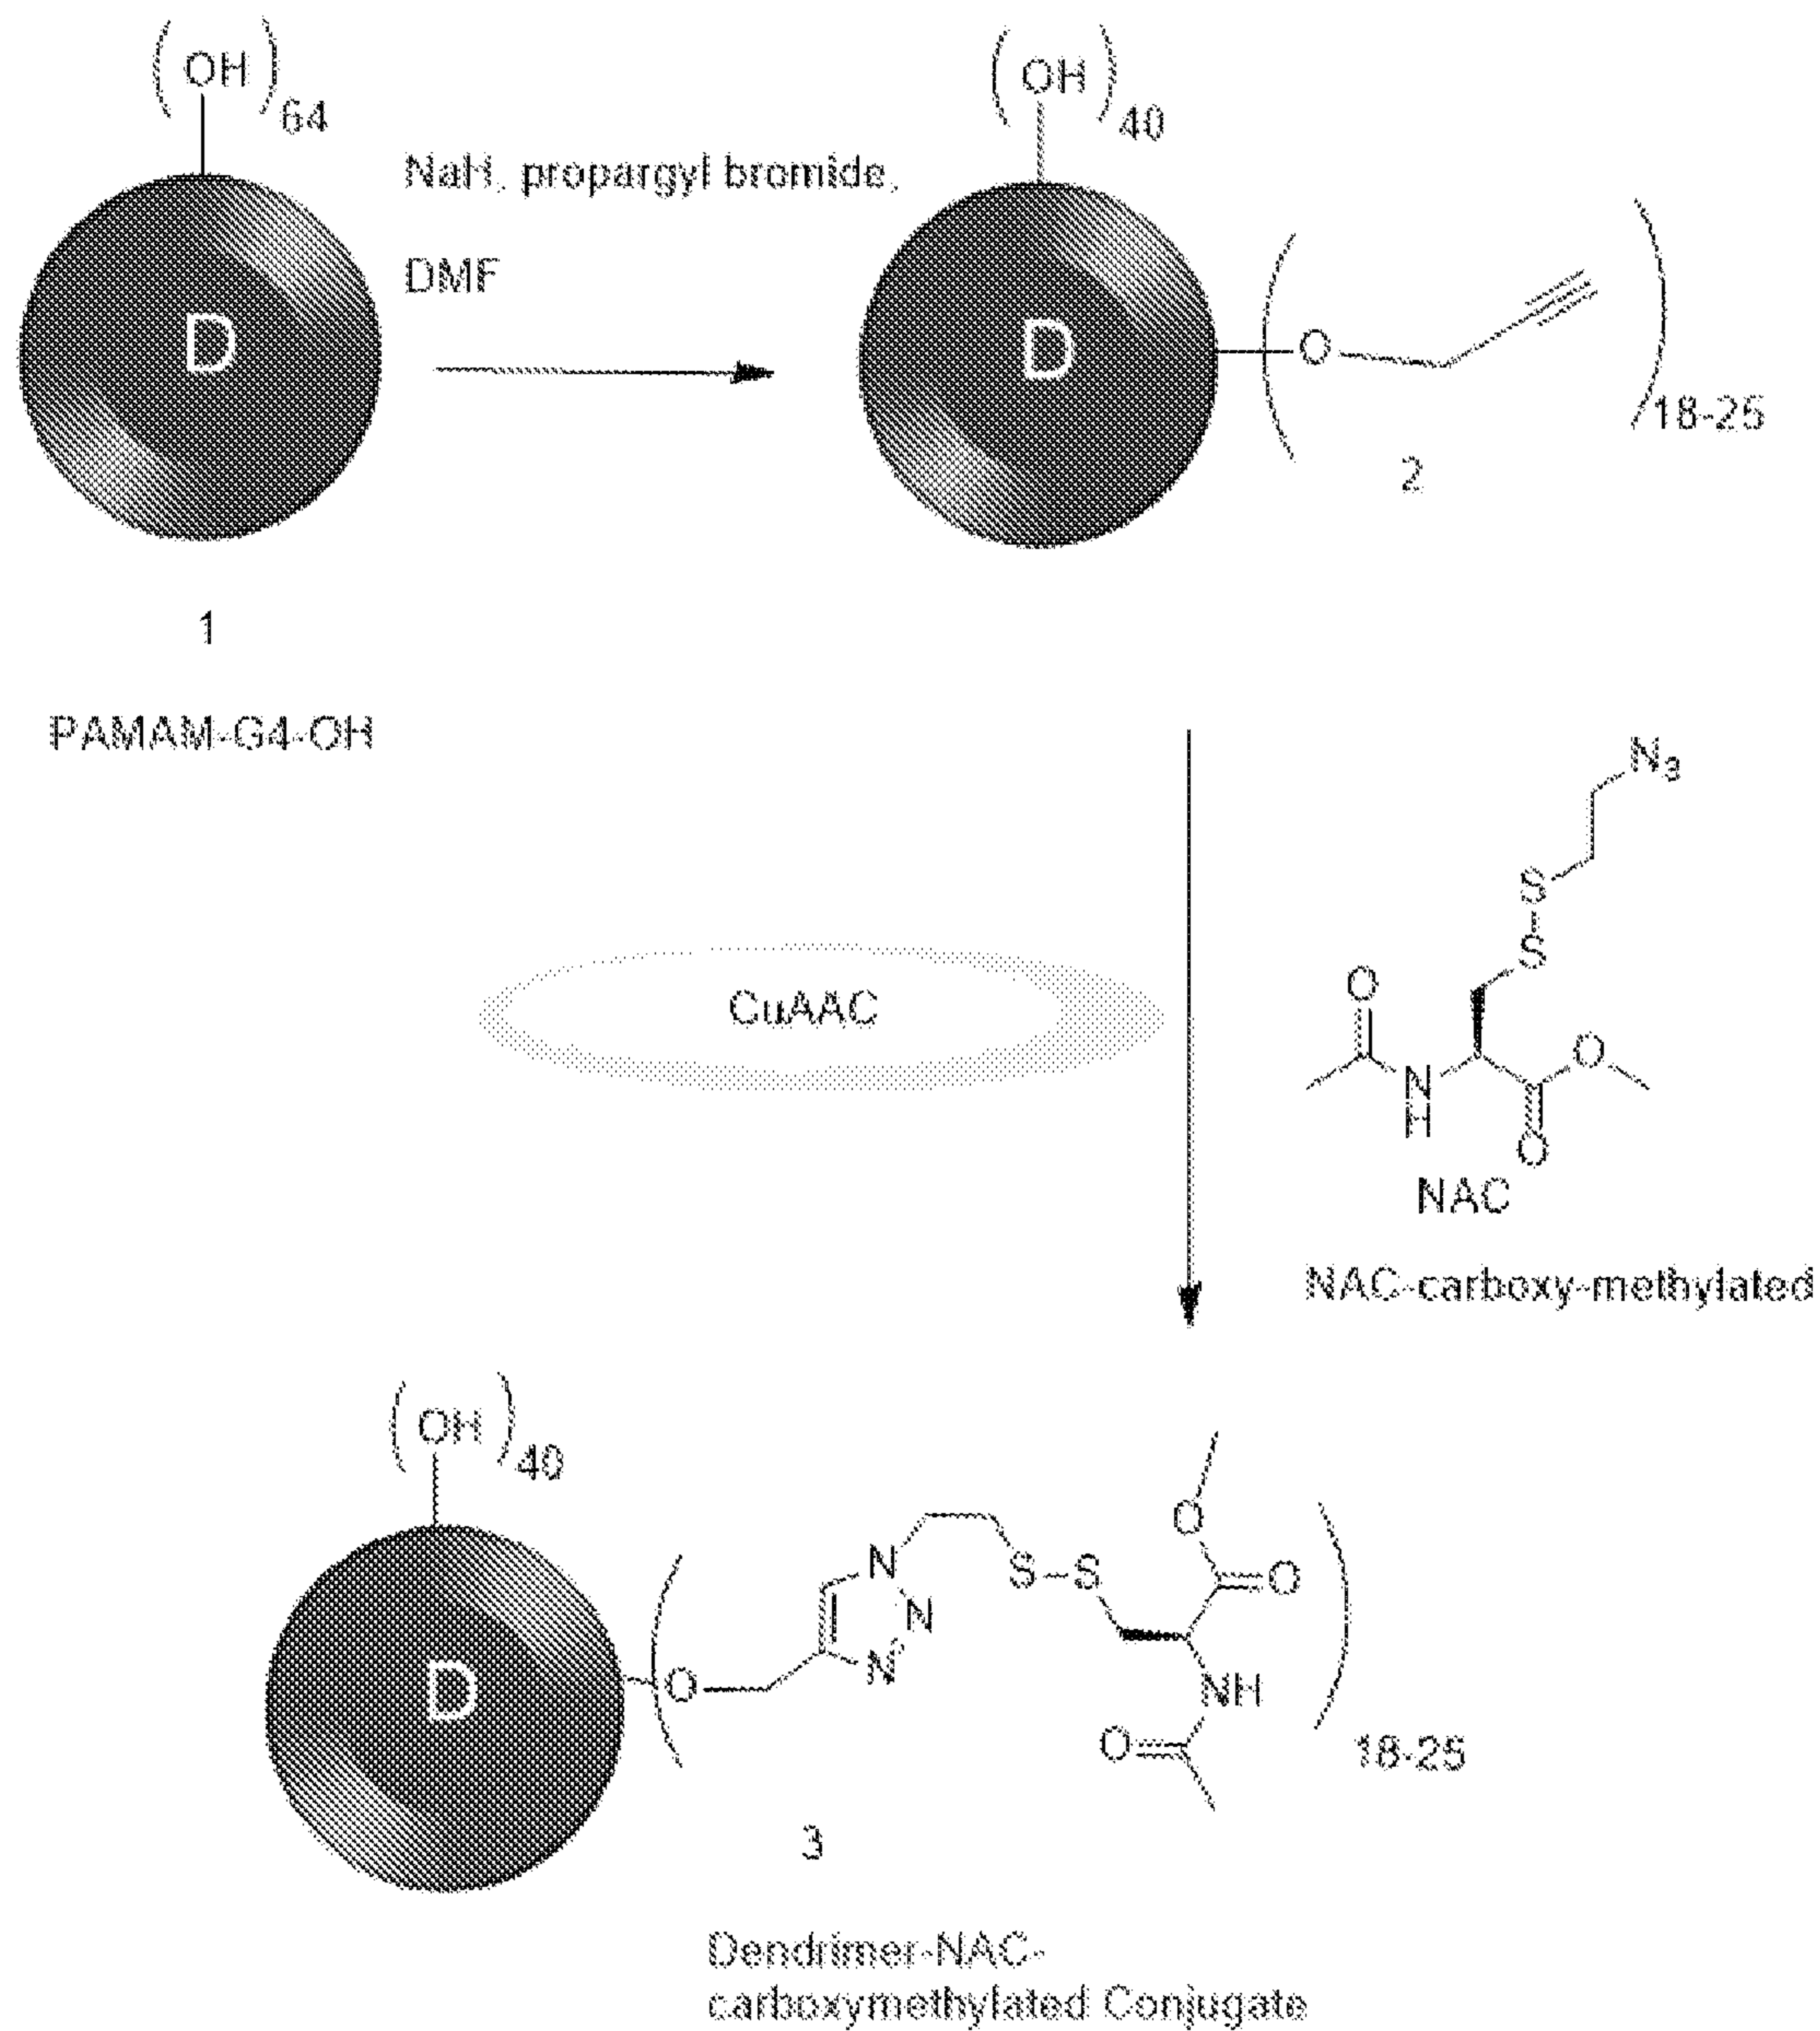 (OH)64
NaH, propargyl bromide,
DMF
D
1
PAMAM-G4-OH
(OH)40
D
O
18-25
2
CuAAC
N3
S
S
O
N
H
O
O
NAC
NAC-carboxy-methylated
(OH)40
D
O
N
N
N
S-S
O
O
NH
O
18-25
3
Dendrimer-NAC-
carboxymethylated Conjugate